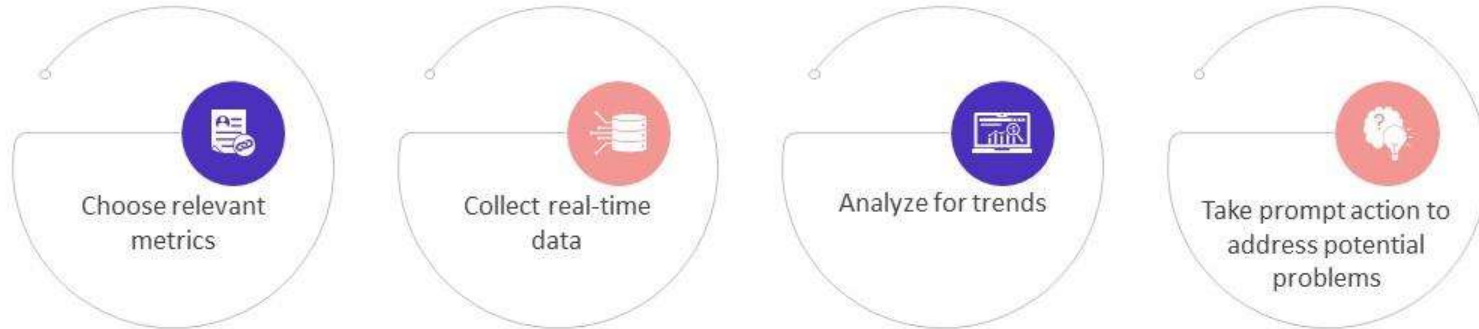 Choose relevant
metrics
Collect real-time
data
Analyze for trends
Take prompt action to
address potential
problems